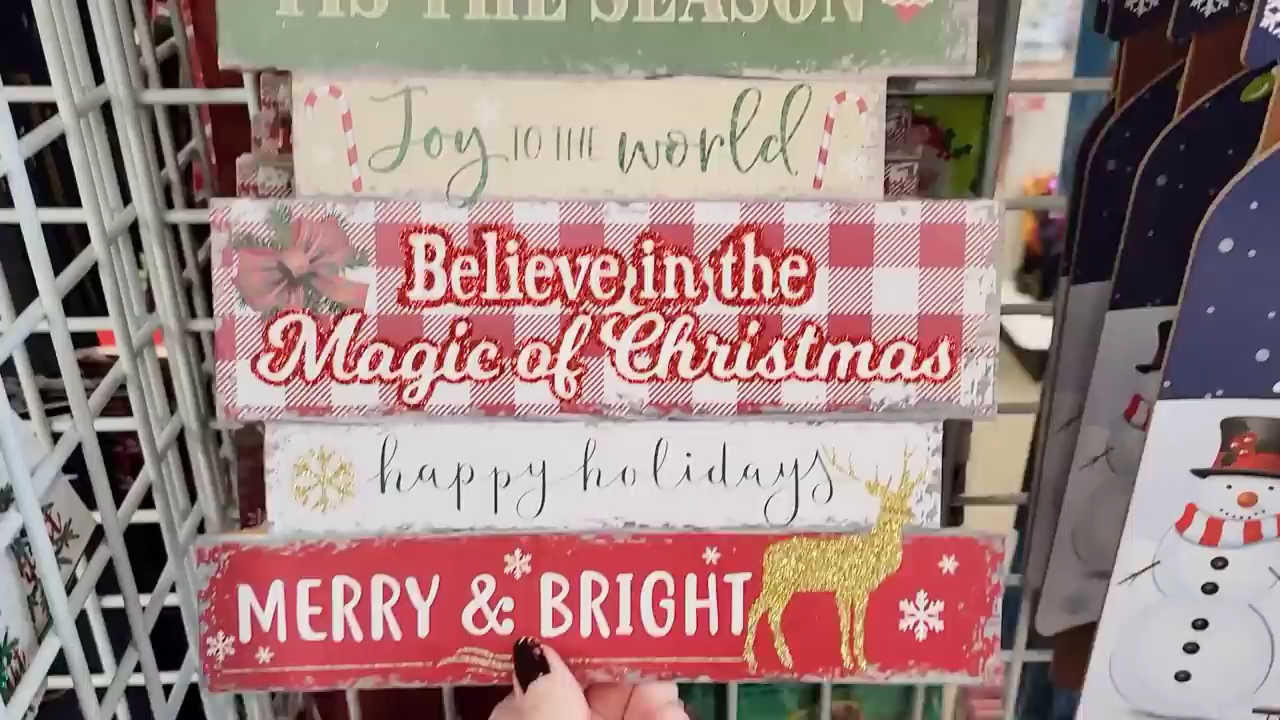 'TIS THE SEASON
Joy TO THE world
Believe in the
Magic of Christmas
happy holidays
MERRY & BRIGHT